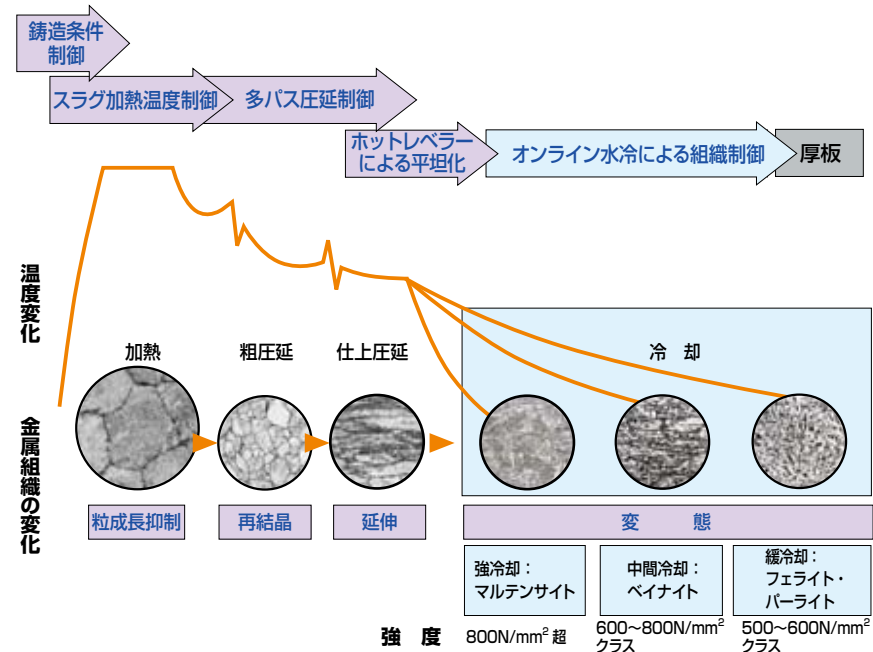 鋳造条件
制御
スラグ加熱温度制御
多パス圧延制御
ホットレベラー
による平坦化
オンライン水冷による組織制御
厚板
温度変化
加熱
粗圧延
仕上圧延
冷 却
金属組織の変化
粒成長抑制
再結晶
延伸
変 態
強冷却：
マルテンサイト
中間冷却：
ベイナイト
緩冷却：
フェライト・
パーライト
強 度
800N/mm² 超
600～800N/mm²
クラス
500～600N/mm²
クラス